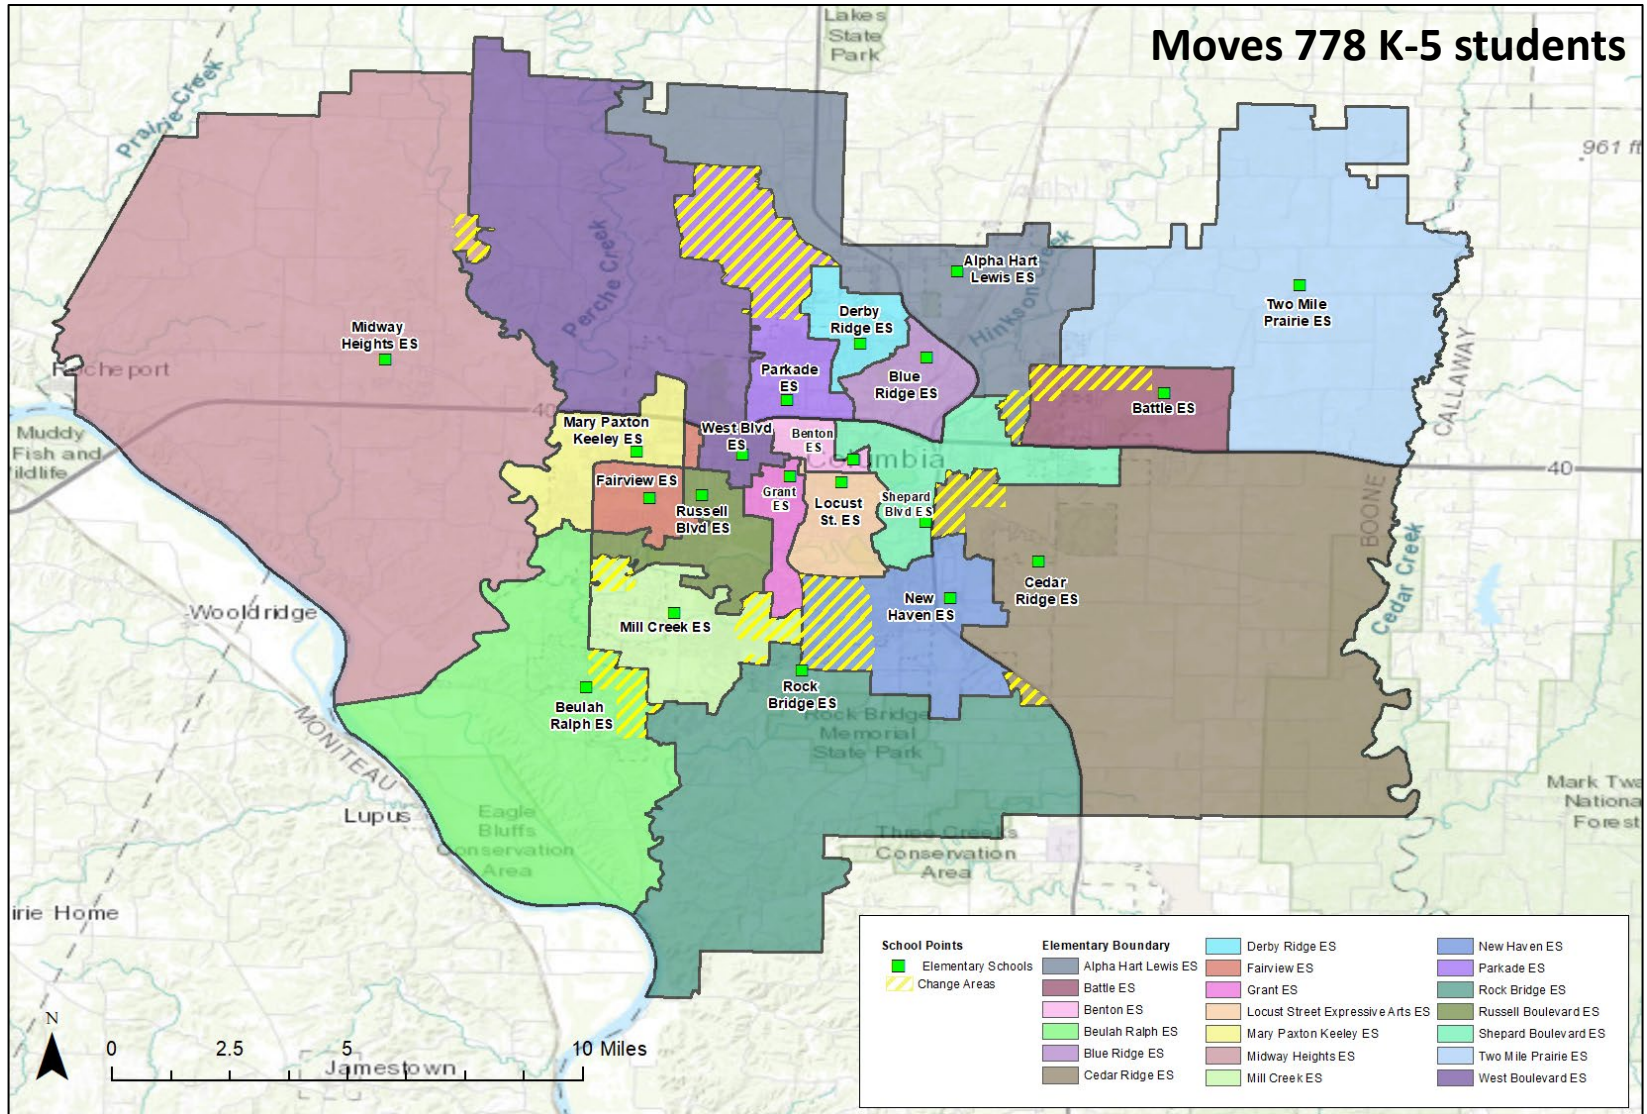 Moves 778 K-5 students
Lakes
State
Park
Prairie Creek
961 ft
Alpha Hart
Lewis ES
Hinkson Creek
Perche Creek
Two Mile
Prairie ES
Midway
Heights ES
Derby
Ridge ES
Rocheport
Parkade
ES
Blue
Ridge ES
CALLAWAY
40
Battle ES
Muddy
Fish and
ildlife
Mary Paxton
Keeley ES
West Blvd
ES
Benton
ES
Columbia
40
Fairview ES
Grant
ES
Locust
St. ES
Shepard
Blvd ES
Russell
Blvd ES
BOONE
Cedar Creek
Cedar
Ridge ES
Wooldridge
New
Haven ES
Mill Creek ES
Rock
Bridge ES
Beulah
Ralph ES
Rock Bridge
Memorial
State Park
MONITEAU
Mark Twa
Nationa
Forest
Lupus
Eagle
Bluffs
Conservation
Area
Three Creeks
Conservation
Area
irie Home
School Points
Elementary Schools
Change Areas
Elementary Boundary
Alpha Hart Lewis ES
Battle ES
Benton ES
Beulah Ralph ES
Blue Ridge ES
Cedar Ridge ES
Derby Ridge ES
Fairview ES
Grant ES
Locust Street Expressive Arts ES
Mary Paxton Keeley ES
Midway Heights ES
Mill Creek ES
New Haven ES
Parkade ES
Rock Bridge ES
Russell Boulevard ES
Shepard Boulevard ES
Two Mile Prairie ES
West Boulevard ES
N
0 2.5 5 10 Miles
Jamestown